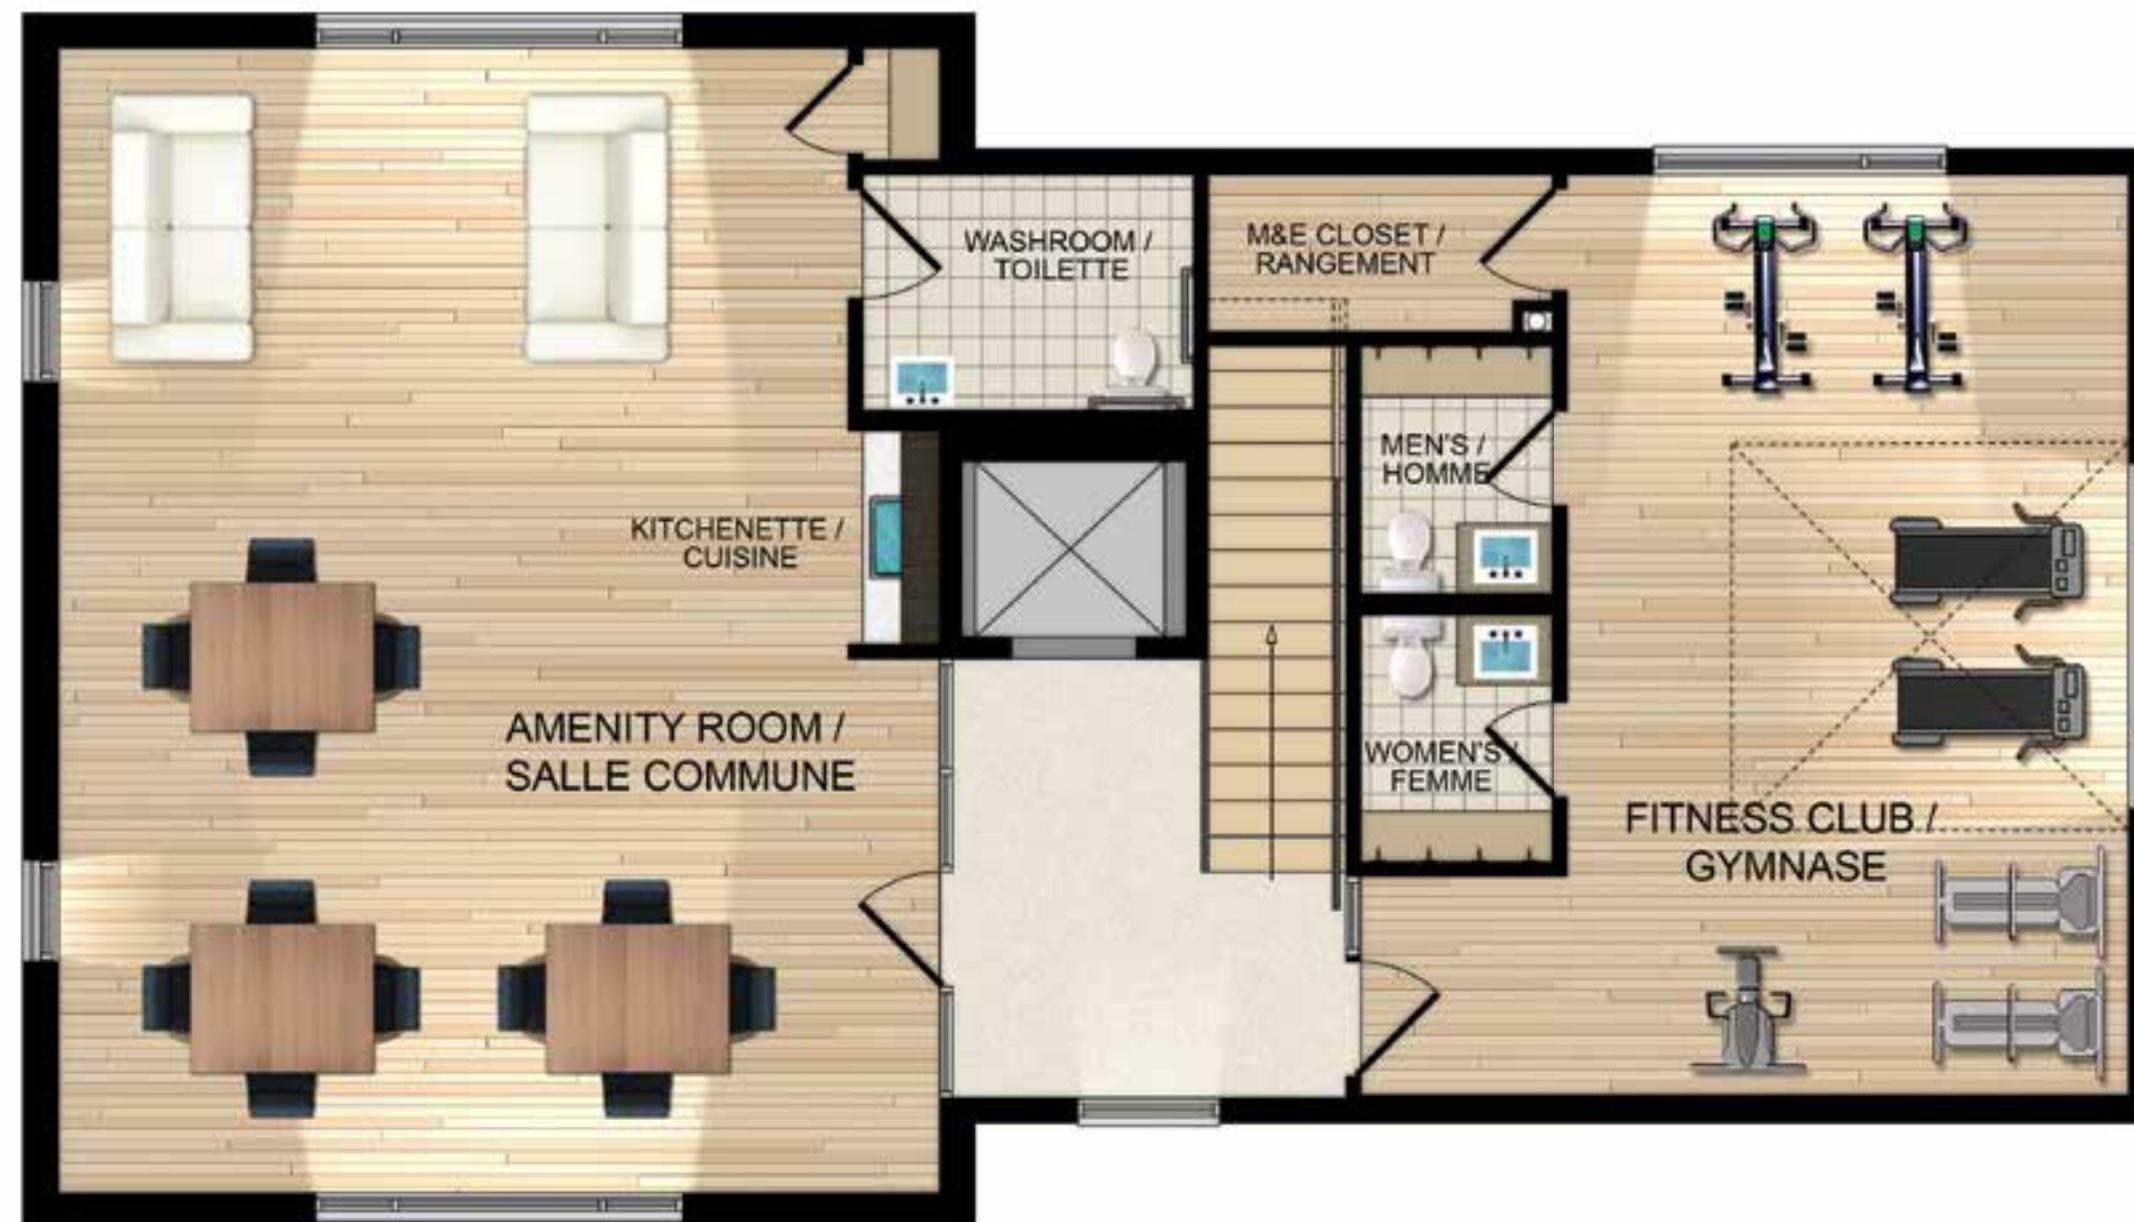 WASHROOM /
TOILETTE
M&E CLOSET /
RANGEMENT
MEN'S /
HOMME
KITCHENETTE /
CUISINE
AMENITY ROOM /
SALLE COMMUNE
WOMEN'S /
FEMME
FITNESS CLUB /
GYMNASE